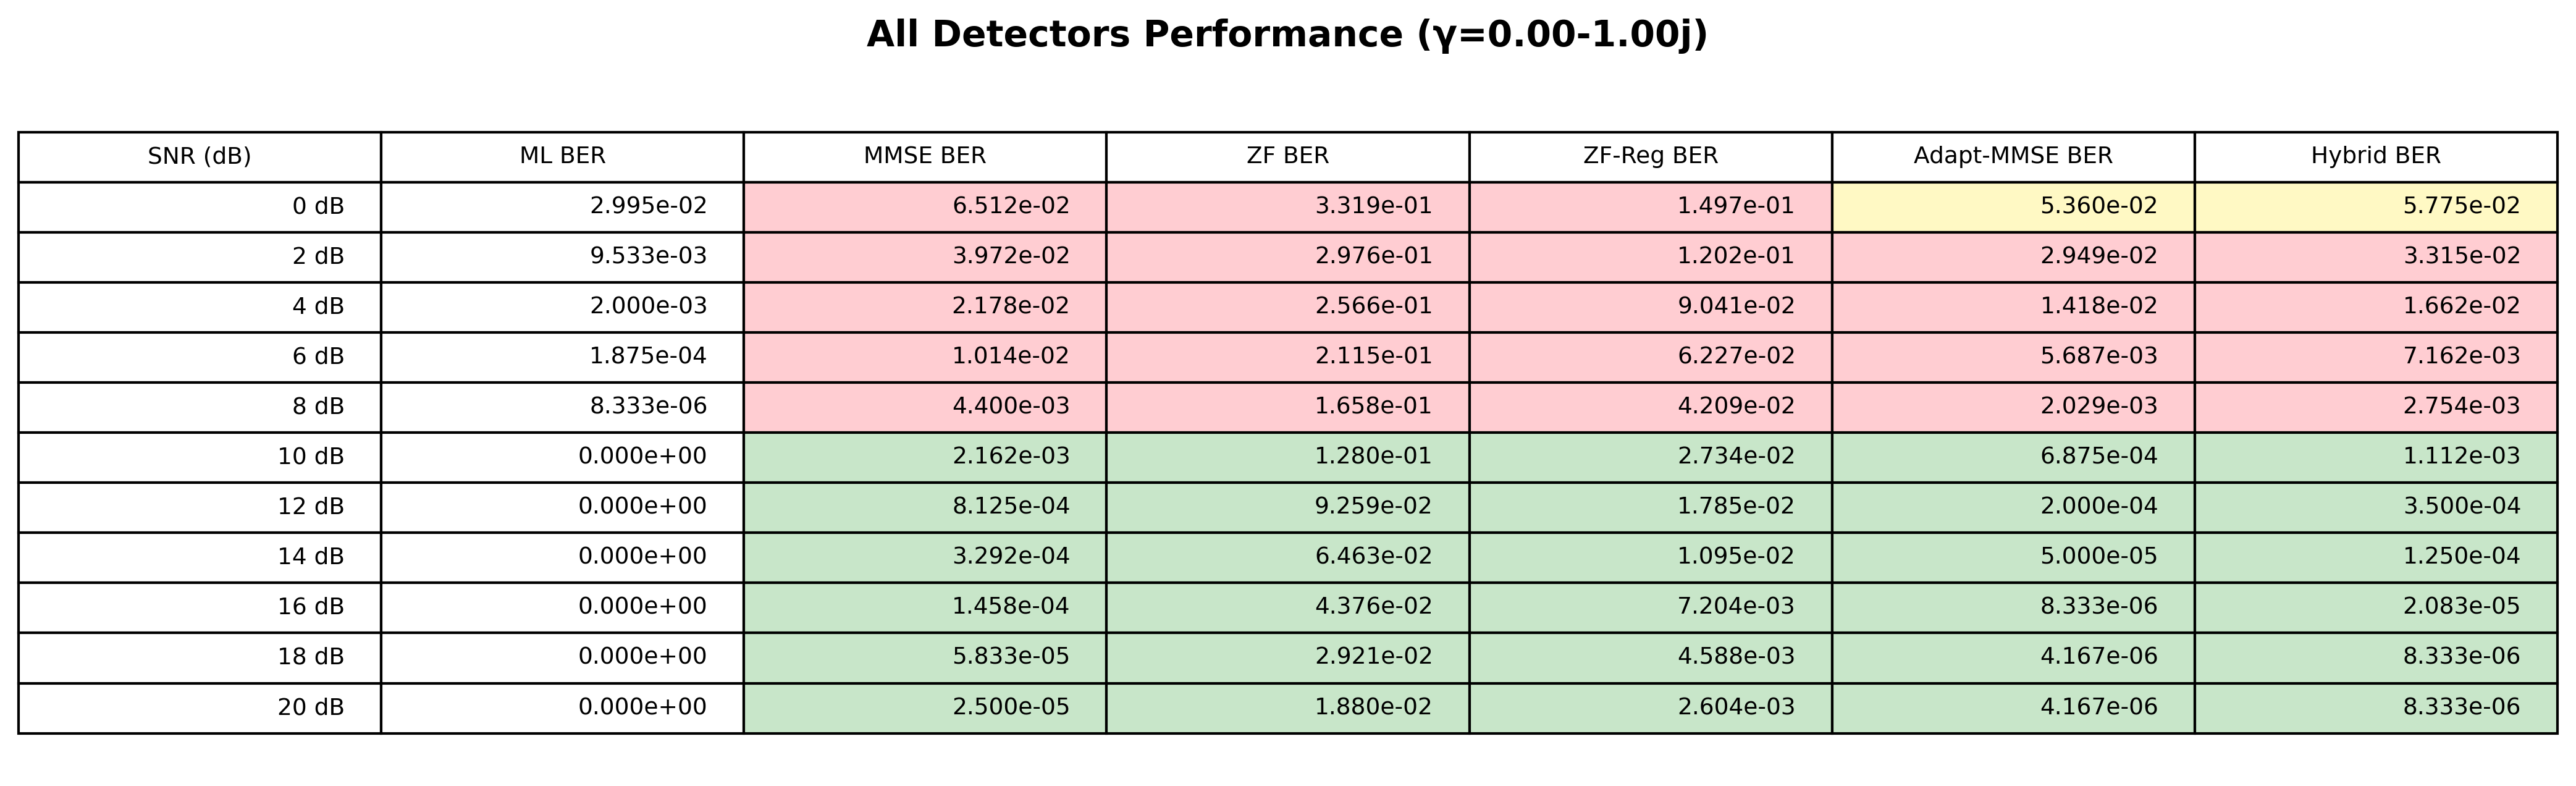 All Detectors Performance (γ=0.00-1.00j)
SNR (dB) ML BER MMSE BER ZF BER ZF-Reg BER Adapt-MMSE BER Hybrid BER
0 dB 2.995e-02 6.512e-02 3.319e-01 1.497e-01 5.360e-02 5.775e-02
2 dB 9.533e-03 3.972e-02 2.976e-01 1.202e-01 2.949e-02 3.315e-02
4 dB 2.000e-03 2.178e-02 2.566e-01 9.041e-02 1.418e-02 1.662e-02
6 dB 1.875e-04 1.014e-02 2.115e-01 6.227e-02 5.687e-03 7.162e-03
8 dB 8.333e-06 4.400e-03 1.658e-01 4.209e-02 2.029e-03 2.754e-03
10 dB 0.000e+00 2.162e-03 1.280e-01 2.734e-02 6.875e-04 1.112e-03
12 dB 0.000e+00 8.125e-04 9.259e-02 1.785e-02 2.000e-04 3.500e-04
14 dB 0.000e+00 3.292e-04 6.463e-02 1.095e-02 5.000e-05 1.250e-04
16 dB 0.000e+00 1.458e-04 4.376e-02 7.204e-03 8.333e-06 2.083e-05
18 dB 0.000e+00 5.833e-05 2.921e-02 4.588e-03 4.167e-06 8.333e-06
20 dB 0.000e+00 2.500e-05 1.880e-02 2.604e-03 4.167e-06 8.333e-06